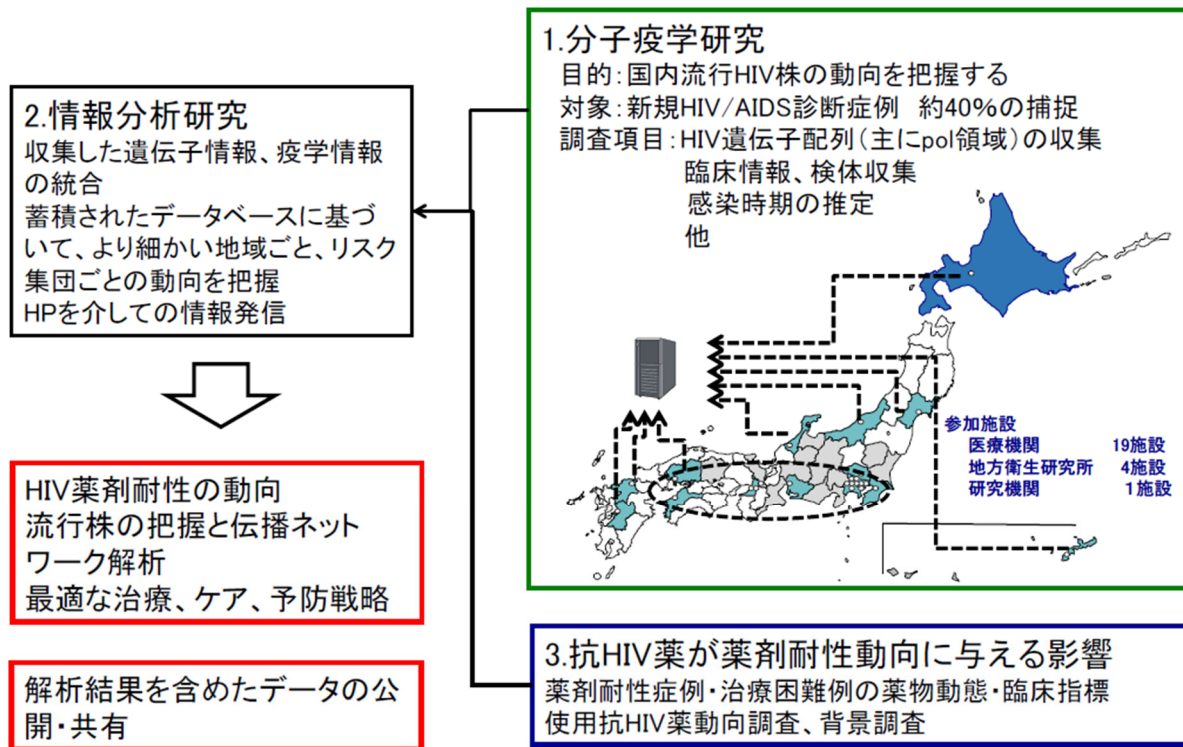 1.分子疫学研究
目的：国内流行HIV株の動向を把握する
対象：新規HIV/AIDS診断症例　約40%の捕捉
調査項目：HIV遺伝子配列（主にpol領域）の収集
臨床情報、検体収集
感染時期の推定
他
参加施設
医療機関　19施設
地方衛生研究所　4施設
研究機関　1施設
2.情報分析研究
収集した遺伝子情報、疫学情報
の統合
蓄積されたデータベースに基づ
いて、より細かい地域ごと、リスク
集団ごとの動向を把握
HPを介しての情報発信
HIV薬剤耐性の動向
流行株の把握と伝播ネット
ワーク解析
最適な治療、ケア、予防戦略
解析結果を含めたデータの公
開・共有
3.抗HIV薬が薬剤耐性動向に与える影響
薬剤耐性症例・治療困難例の薬物動態・臨床指標
使用抗HIV薬動向調査、背景調査